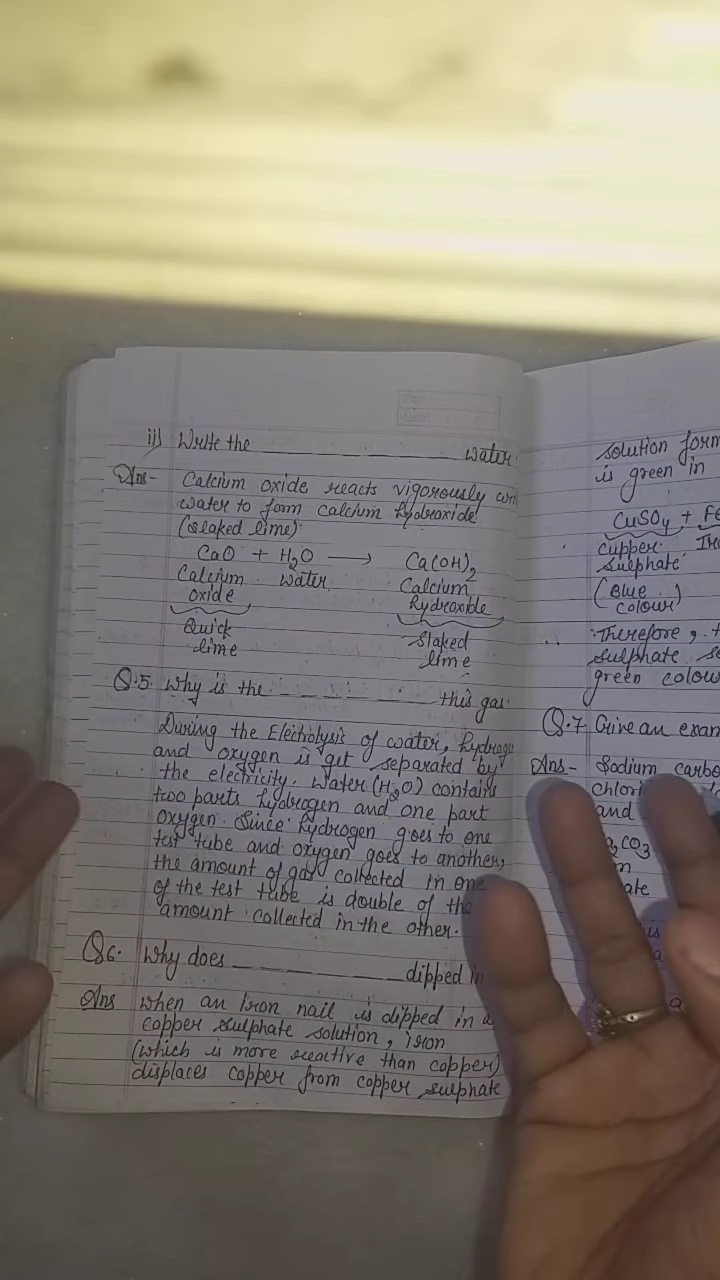 ii) Write the _ _ _ water
Ans- Calcium oxide reacts vigorously
water to form calcium hydroxide
(slaked lime)
CaO + H₂O → Ca(OH)₂
Calcium water Calcium
oxide Hydroxible
Quick Slaked
lime lime
Q.5. Why is the _ _ _ _ this gas.
During the Electrolysis of water, hydrogen
and oxygen is get separated by
the electricity. Water (H₂O) contains
two parts hydrogen and one part
oxygen. Since hydrogen goes to one
test tube and oxygen goes to another,
the amount of gas collected in one
of the test tube is double of the
amount collected in the other.
Q6. Why does _ _ _ dipped in
Ans when an iron nail is dipped in a
copper sulphate solution, iron
(which is more reactive than copper)
displaces copper from copper sulphate
solution form
is green in
CuSO₄ + Fe
cupper
sulphate
(Blue
colour)
∴ Therefore,
sulphate
green colou
Q.7 Give an exam
Ans- Sodium carbo
chlori
and
CO₃
ate